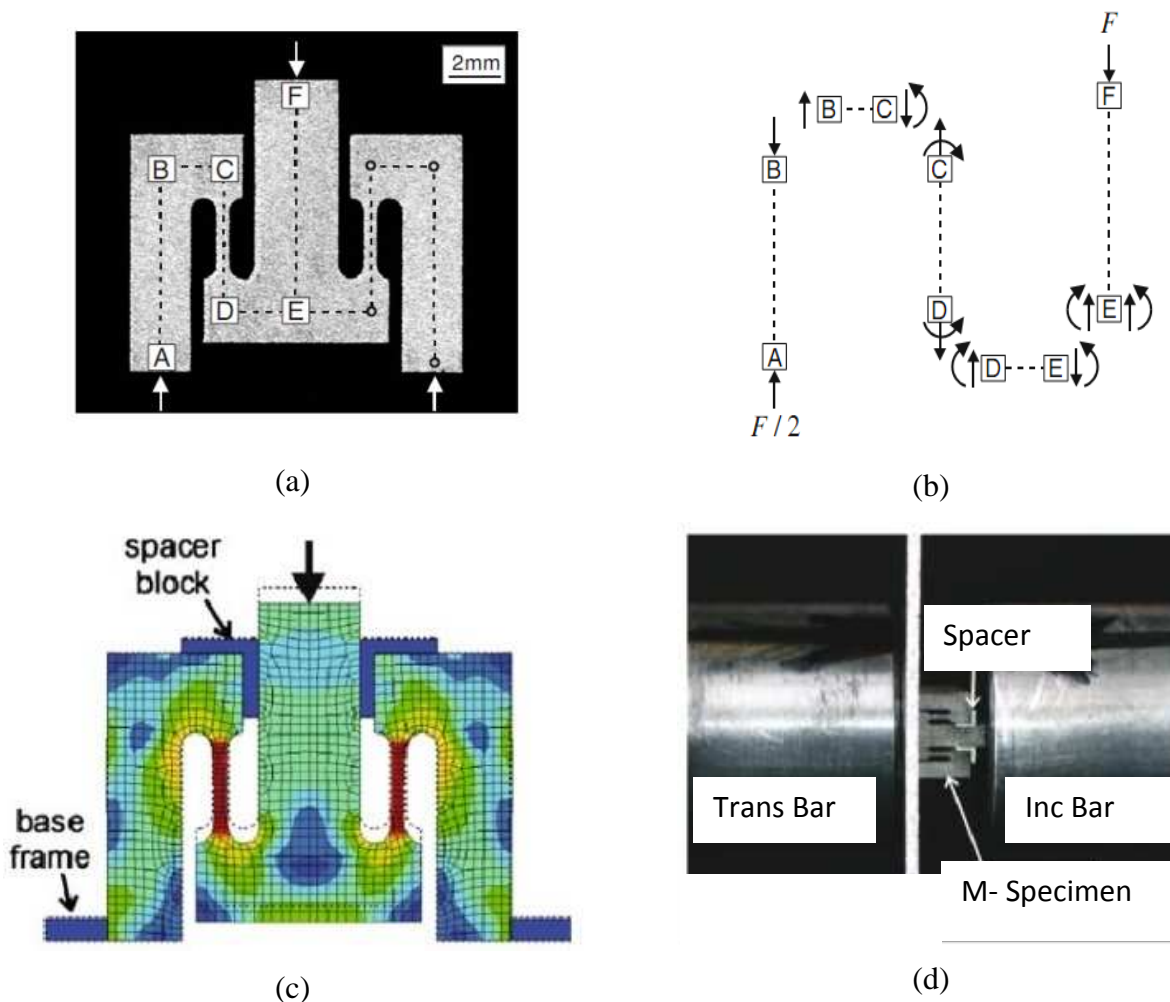 2mm
F
B C
D E
A
(a)
F
B C
F
B
C
D
E
A
D E
F / 2
(b)
spacer
block
base
frame
(c)
Spacer
Trans Bar
Inc Bar
M- Specimen
(d)